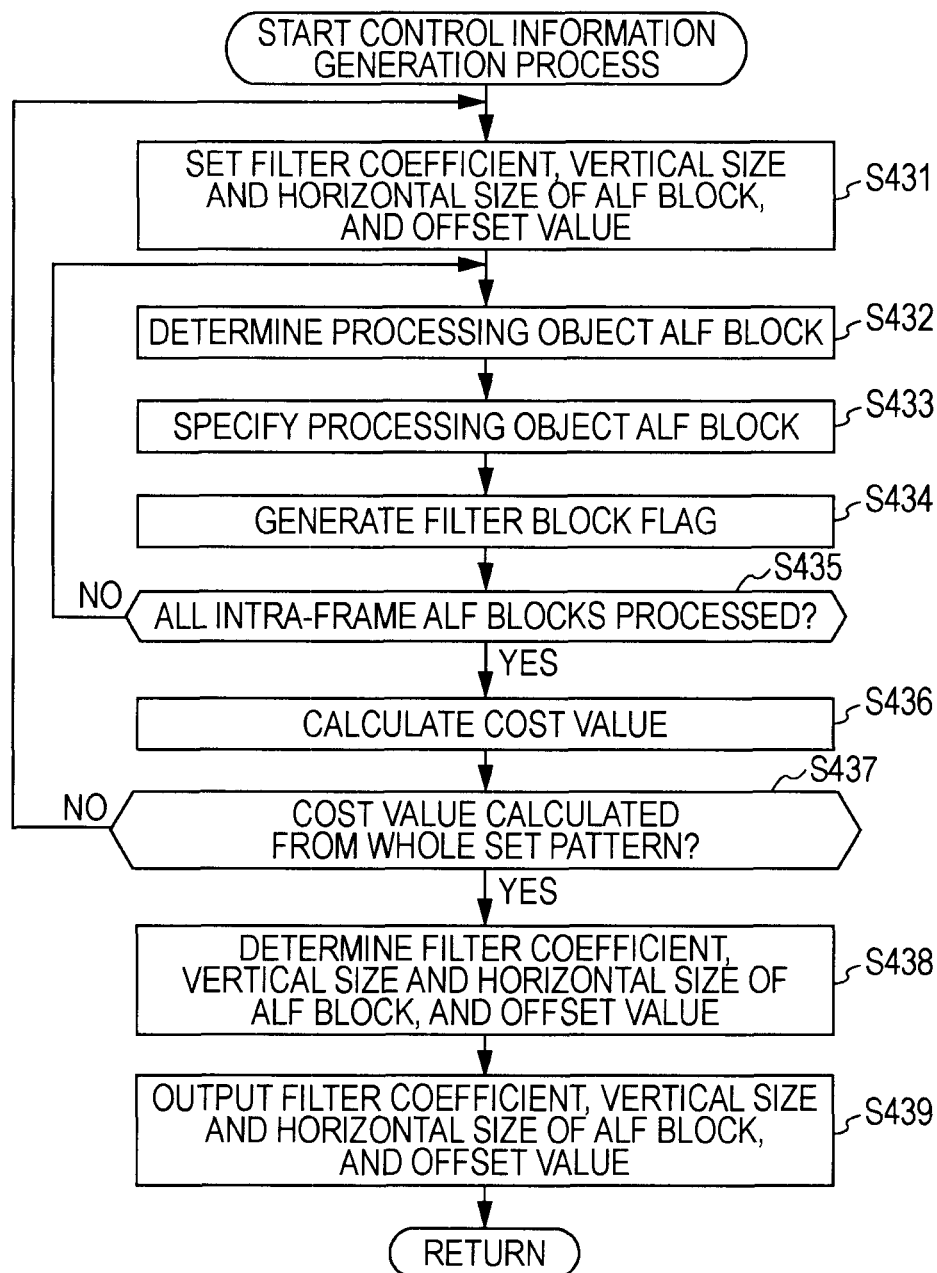 START CONTROL INFORMATION
GENERATION PROCESS
SET FILTER COEFFICIENT, VERTICAL SIZE
AND HORIZONTAL SIZE OF ALF BLOCK,
AND OFFSET VALUE
S431
DETERMINE PROCESSING OBJECT ALF BLOCK
S432
SPECIFY PROCESSING OBJECT ALF BLOCK
S433
GENERATE FILTER BLOCK FLAG
S434
S435
NO
ALL INTRA-FRAME ALF BLOCKS PROCESSED?
YES
CALCULATE COST VALUE
S436
S437
NO
COST VALUE CALCULATED
FROM WHOLE SET PATTERN?
YES
DETERMINE FILTER COEFFICIENT,
VERTICAL SIZE AND HORIZONTAL SIZE OF
ALF BLOCK, AND OFFSET VALUE
S438
OUTPUT FILTER COEFFICIENT, VERTICAL SIZE
AND HORIZONTAL SIZE OF ALF BLOCK,
AND OFFSET VALUE
S439
RETURN